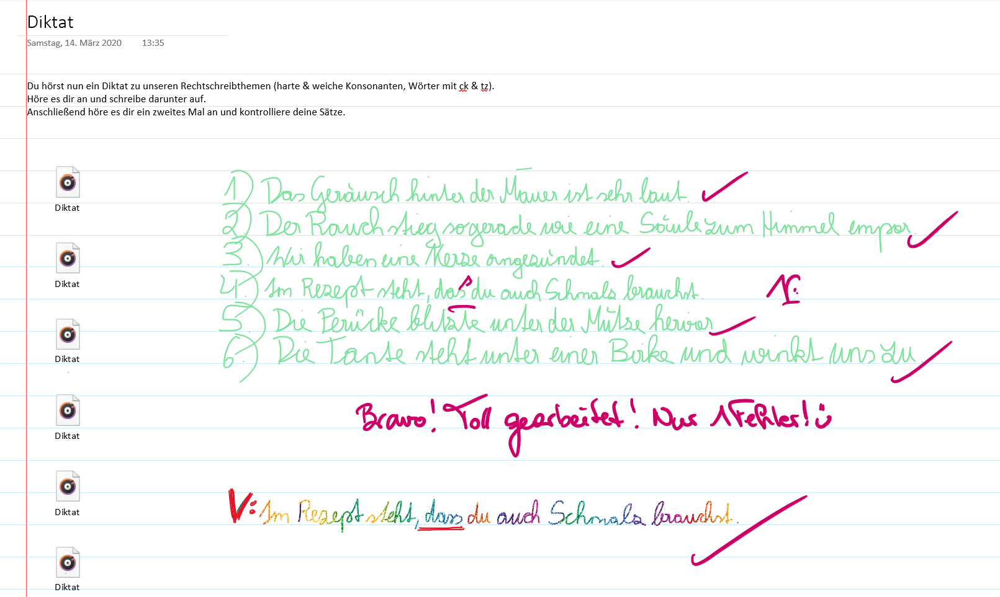 Diktat
Samstag, 14. März 2020 13:35
Du hörst nun ein Diktat zu unseren Rechtschreibthemen (harte & weiche Konsonanten, Wörter mit ck & tz).
Höre es dir an und schreibe darunter auf.
Anschließend höre es dir ein zweites Mal an und kontrolliere deine Sätze.
Diktat
1.) Das Geräusch hinter der Mauer ist sehr laut.
2.) Der Rauch stieg so gerade wie eine Säule zum Himmel empor.
3.) Wir haben eine Kerze angezündet.
Diktat
4.) Im Rezept steht, das s du auch Schmalz brauchst. 1F.
5.) Die Perücke blitzte unter der Mütze hervor
6.) Die Tante steht unter einer Birke und winkt uns zu.
Diktat
Bravo! Toll gearbeitet! Nur 1 Fehler!
Diktat
V: Im Rezept steht, dass du auch Schmalz brauchst.
Diktat
Diktat